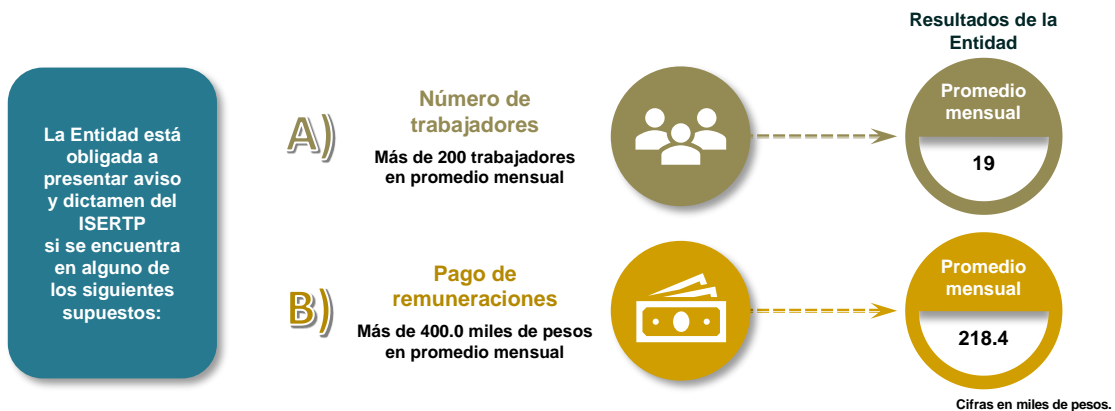 La Entidad está
obligada a
presentar aviso
y dictamen del
ISERTP
si se encuentra
en alguno de
los siguientes
supuestos:
A)
Número de
trabajadores
Más de 200 trabajadores
en promedio mensual
Resultados de la
Entidad
Promedio
mensual
19
B)
Pago de
remuneraciones
Más de 400.0 miles de pesos
en promedio mensual
Promedio
mensual
218.4
Cifras en miles de pesos.